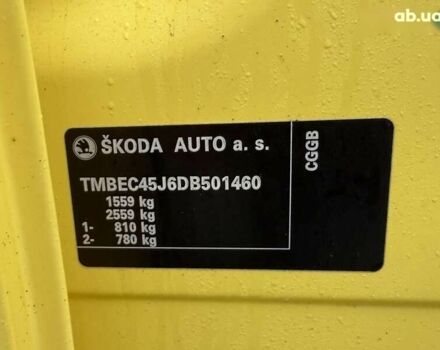 ab.ua
ŠKODA AUTO a. s.
TMBEC45J6DB501460
1559 kg
2559 kg
1- 810 kg
2- 780 kg
CGGB